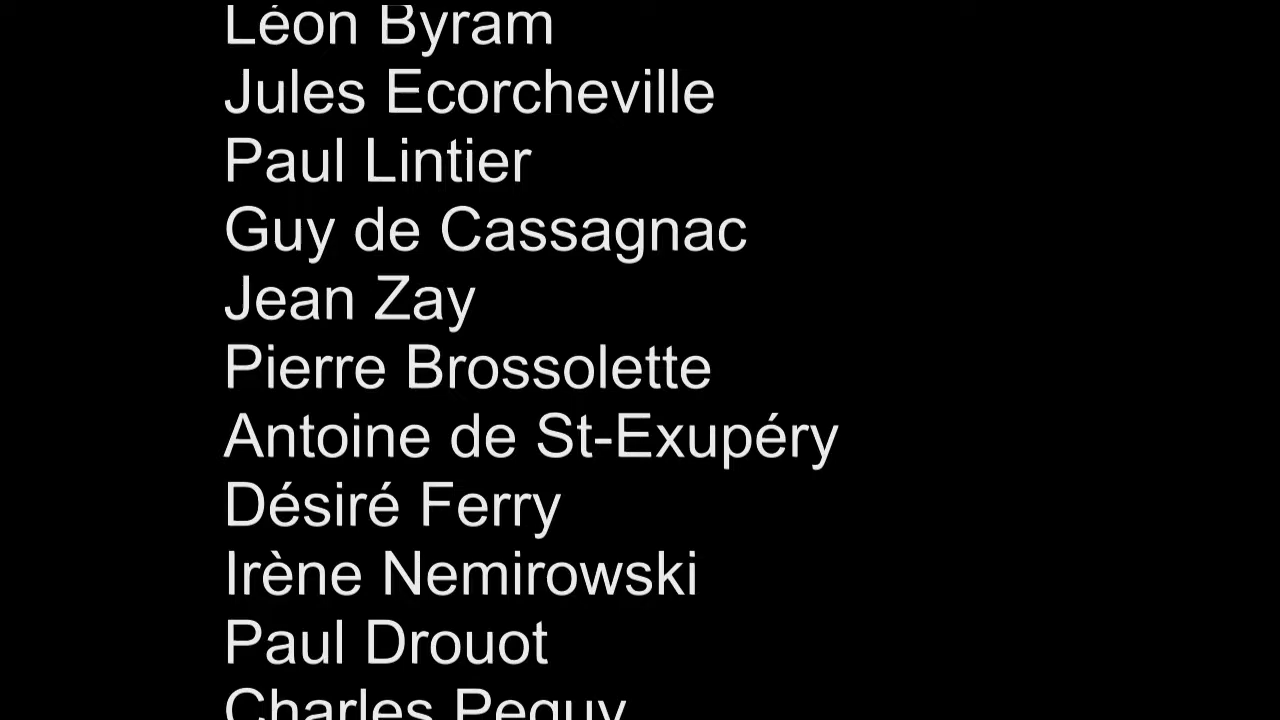 Léon Byram
Jules Ecorcheville
Paul Lintier
Guy de Cassagnac
Jean Zay
Pierre Brossolette
Antoine de St-Exupéry
Désiré Ferry
Irène Nemirowski
Paul Drouot
Charles Peguy